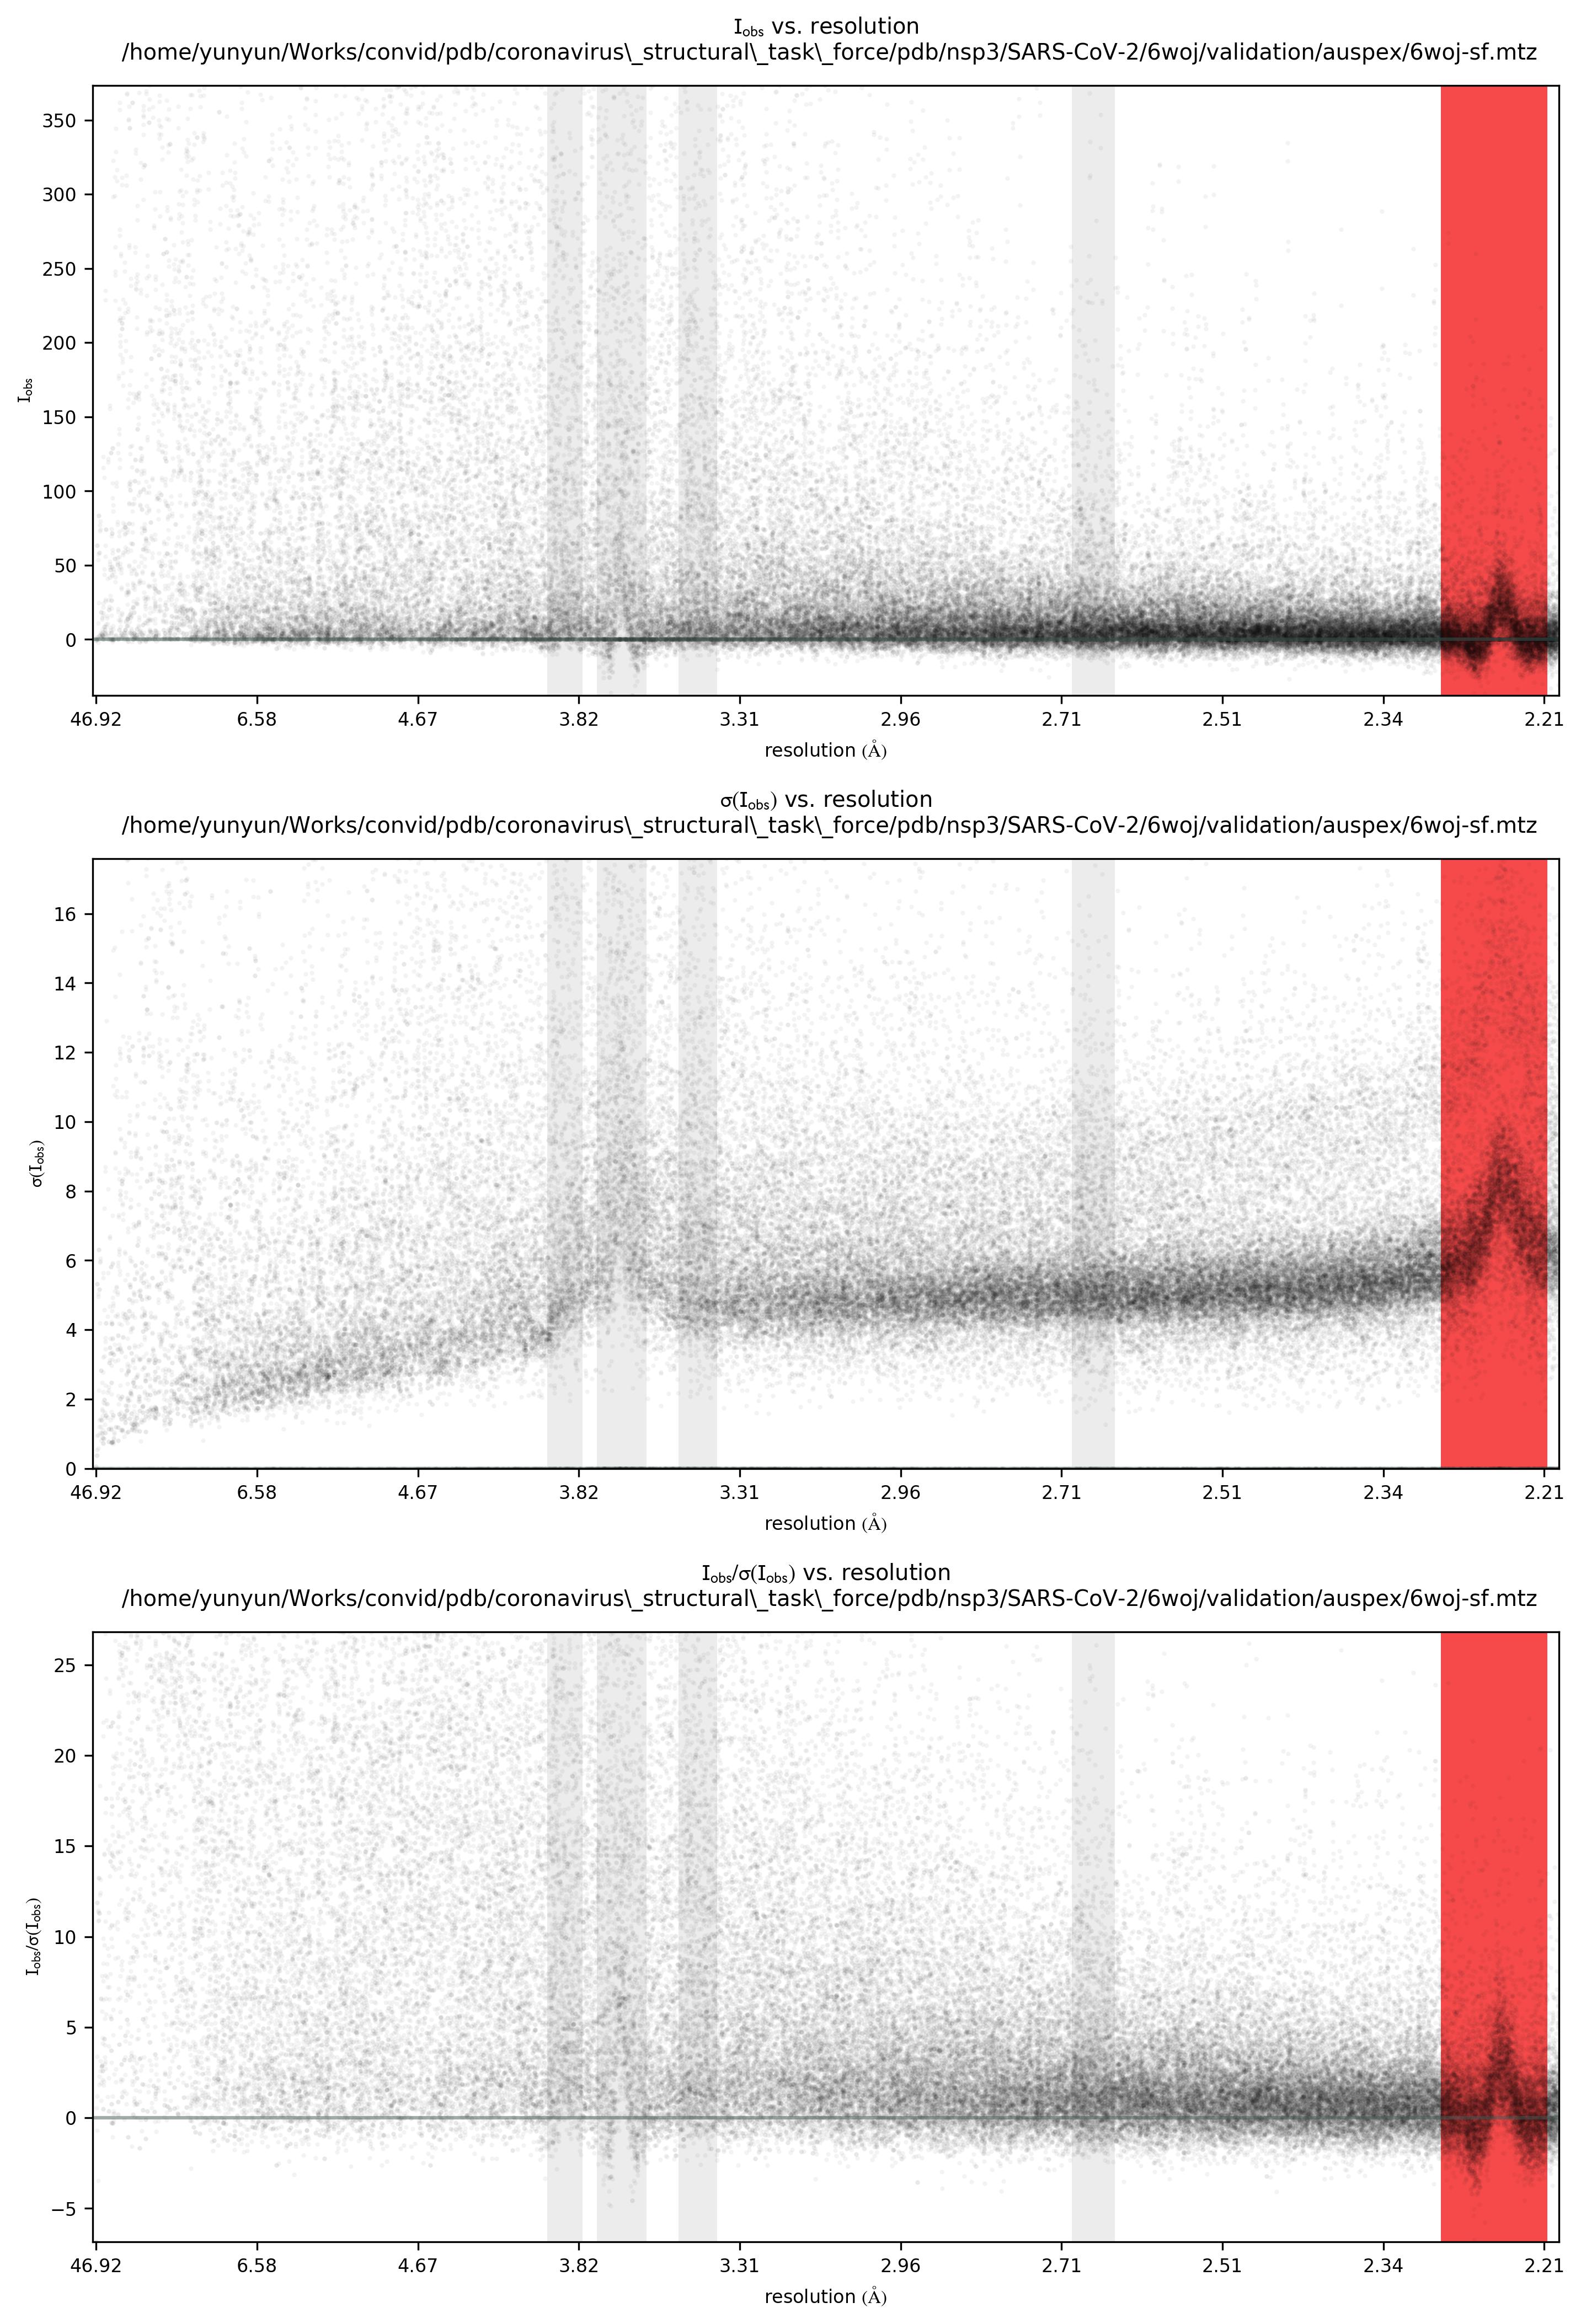 I_obs vs. resolution
/home/yunyun/Works/convid/pdb/coronavirus\_structural\_task\_force/pdb/nsp3/SARS-CoV-2/6woj/validation/auspex/6woj-sf.mtz
350
300
250
200
150
100
50
0
I_obs
46.92 6.58 4.67 3.82 3.31 2.96 2.71 2.51 2.34 2.21
resolution (Å)
σ(I_obs) vs. resolution
/home/yunyun/Works/convid/pdb/coronavirus\_structural\_task\_force/pdb/nsp3/SARS-CoV-2/6woj/validation/auspex/6woj-sf.mtz
16
14
12
10
8
6
4
2
0
σ(I_obs)
46.92 6.58 4.67 3.82 3.31 2.96 2.71 2.51 2.34 2.21
resolution (Å)
I_obs/σ(I_obs) vs. resolution
/home/yunyun/Works/convid/pdb/coronavirus\_structural\_task\_force/pdb/nsp3/SARS-CoV-2/6woj/validation/auspex/6woj-sf.mtz
25
20
15
10
5
0
−5
I_obs/σ(I_obs)
46.92 6.58 4.67 3.82 3.31 2.96 2.71 2.51 2.34 2.21
resolution (Å)